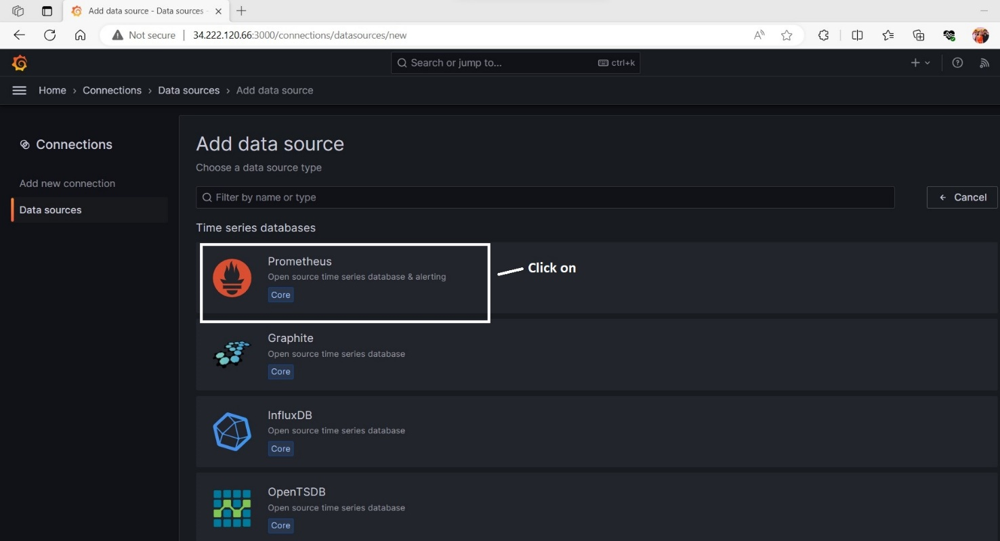 Add data source - Data sources -
Not secure | 34.222.120.66:3000/connections/datasources/new
Search or jump to... ctrl+k
Home › Connections › Data sources › Add data source
Connections
Add new connection
Data sources
Add data source
Choose a data source type
Filter by name or type
Cancel
Time series databases
Prometheus
Open source time series database & alerting
Core
Click on
Graphite
Open source time series database
Core
InfluxDB
Open source time series database
Core
OpenTSDB
Open source time series database
Core